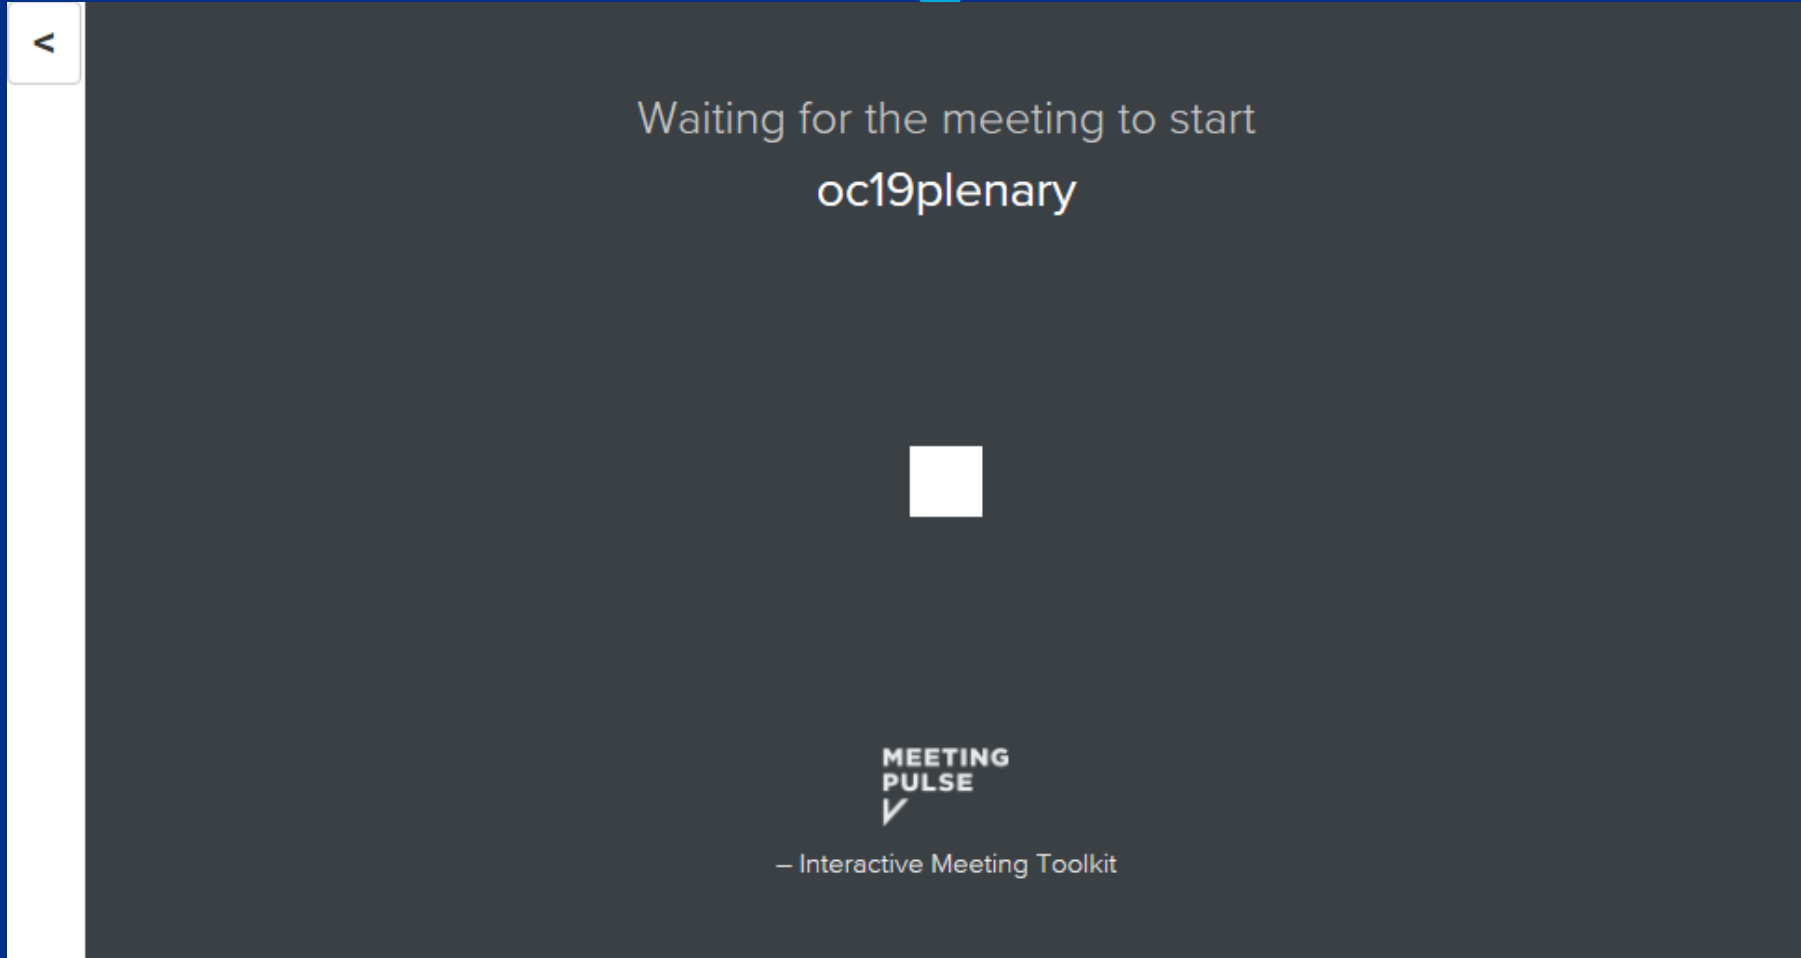 <
Waiting for the meeting to start
oc19plenary
MEETING
PULSE
– Interactive Meeting Toolkit